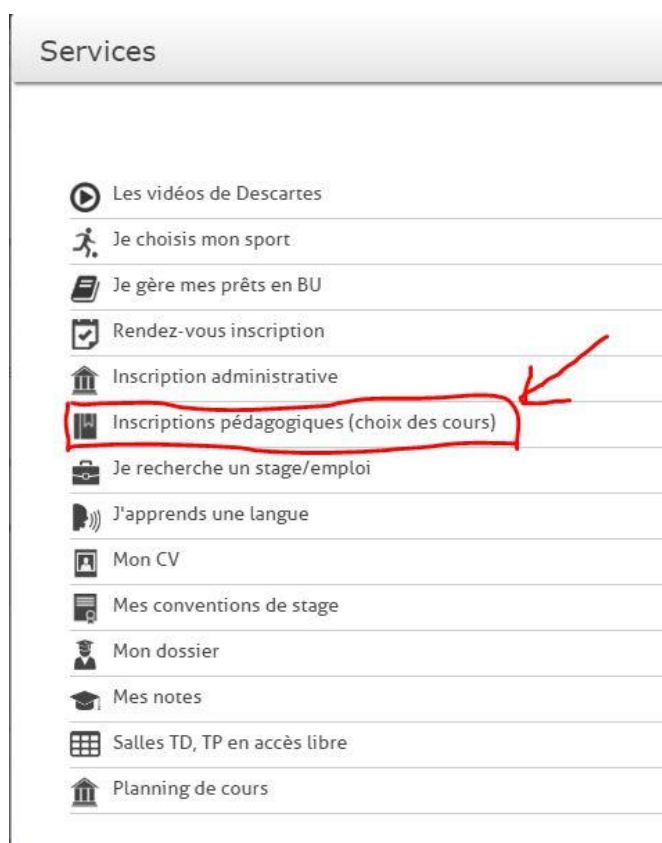 Services
Les vidéos de Descartes
Je choisis mon sport
Je gère mes prêts en BU
Rendez-vous inscription
Inscription administrative
Inscriptions pédagogiques (choix des cours)
Je recherche un stage/emploi
J'apprends une langue
Mon CV
Mes conventions de stage
Mon dossier
Mes notes
Salles TD, TP en accès libre
Planning de cours